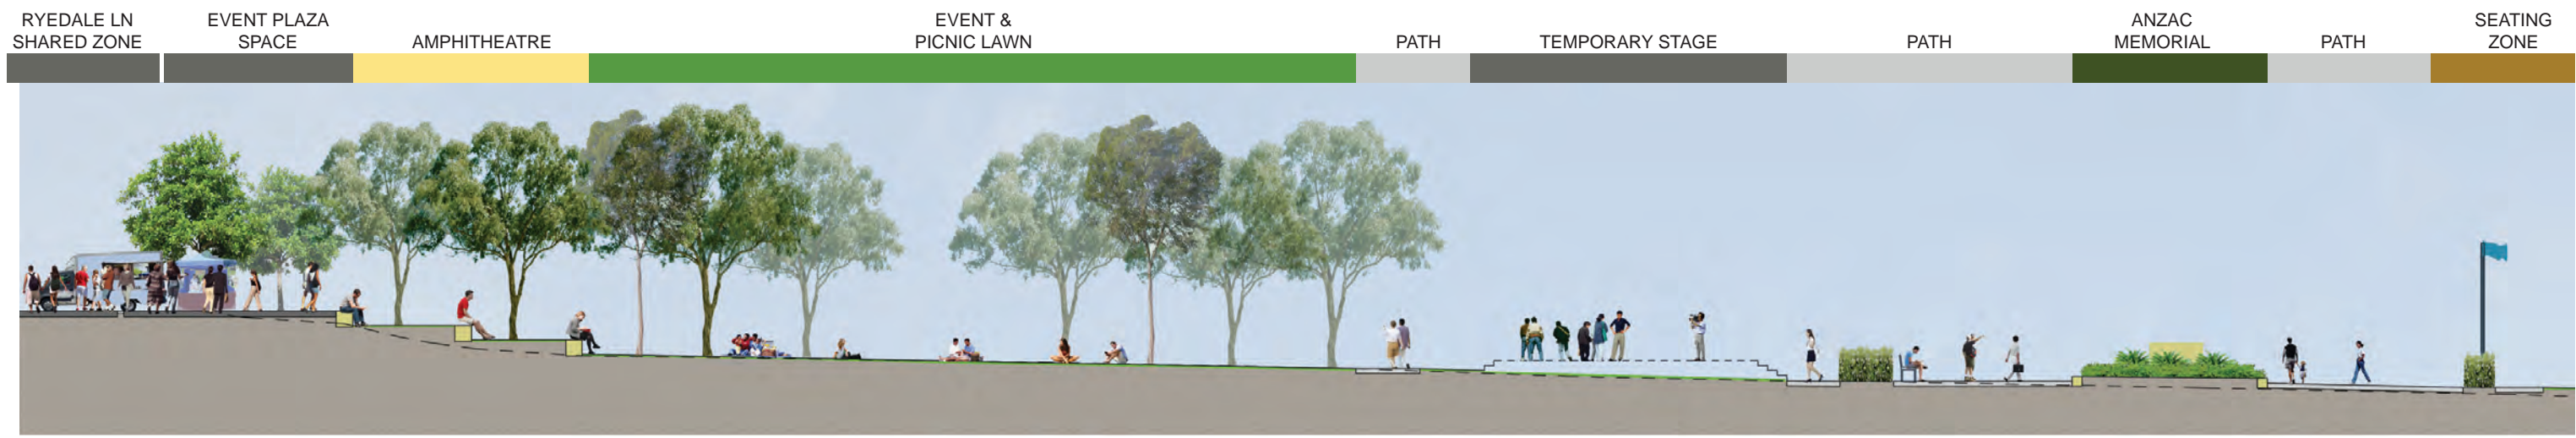 RYEDALE LN
SHARED ZONE
EVENT PLAZA
SPACE
AMPHITHEATRE
EVENT &
PICNIC LAWN
PATH
TEMPORARY STAGE
PATH
ANZAC
MEMORIAL
PATH
SEATING
ZONE